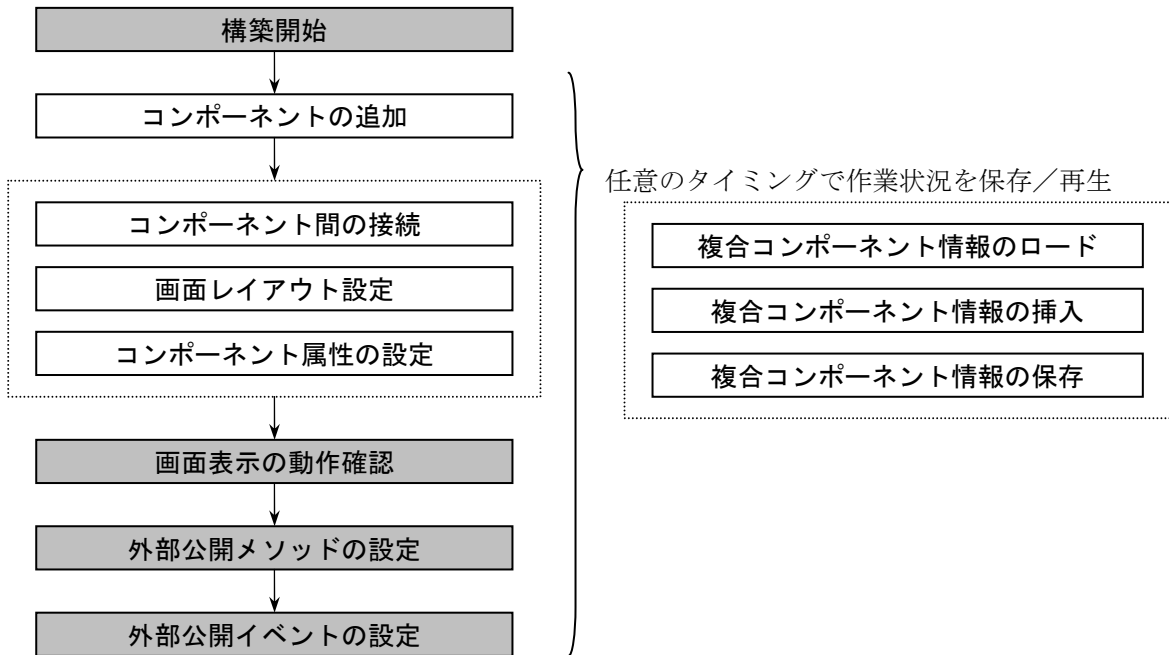 構築開始
コンポーネントの追加
コンポーネント間の接続
画面レイアウト設定
コンポーネント属性の設定
画面表示の動作確認
外部公開メソッドの設定
外部公開イベントの設定
任意のタイミングで作業状況を保存／再生
複合コンポーネント情報のロード
複合コンポーネント情報の挿入
複合コンポーネント情報の保存